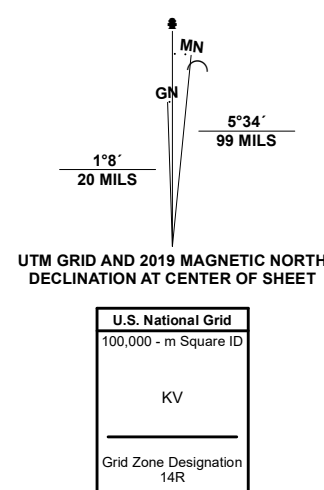 MN
GN
5°34´
99 MILS
1°8´
20 MILS
UTM GRID AND 2019 MAGNETIC NORTH
DECLINATION AT CENTER OF SHEET
U.S. National Grid
100,000 - m Square ID
KV
Grid Zone Designation
14R